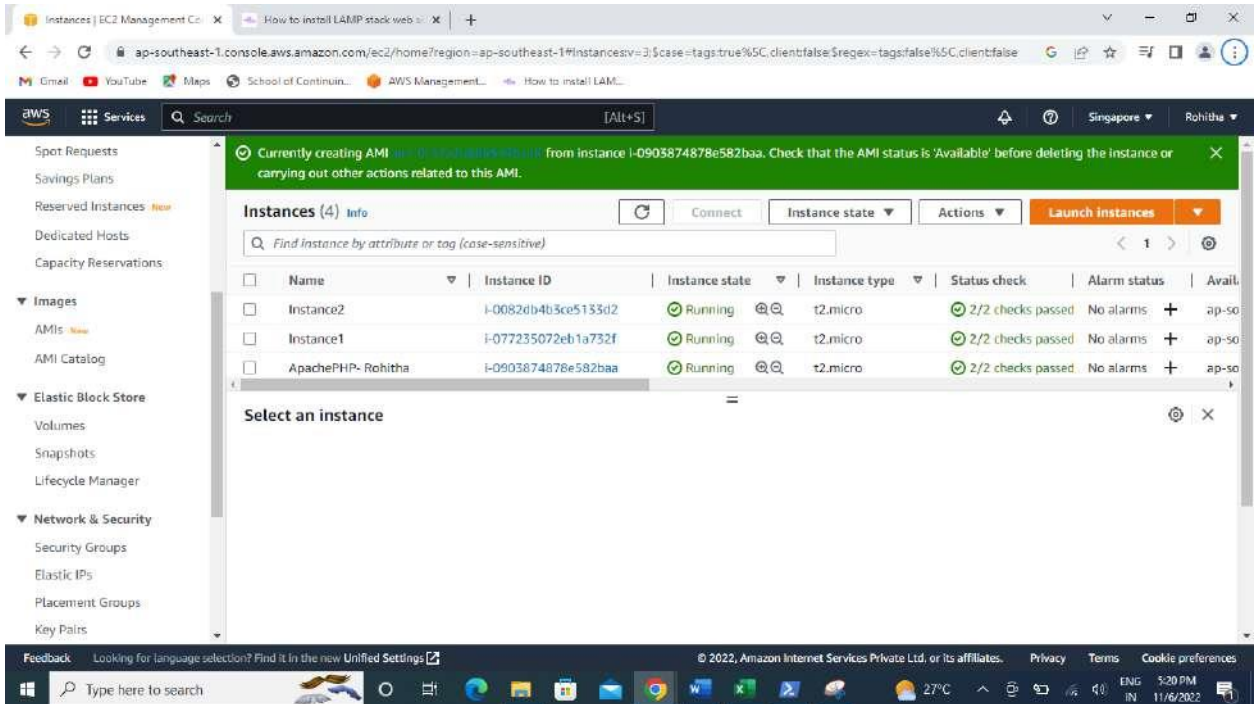 Instances | EC2 Management Co
How to install LAMP stack web s
ap-southeast-1.console.aws.amazon.com/ec2/home?region=ap-southeast-1#Instances:v=3;$case=tags:true%5C,client:false;$regex=tags:false%5C,client:false
Gmail
YouTube
Maps
School of Continuin...
AWS Management...
How to install LAM...
aws
Services
Search
[Alt+S]
Singapore
Rohitha
Spot Requests
Savings Plans
Reserved Instances New
Dedicated Hosts
Capacity Reservations
Images
AMIs New
AMI Catalog
Elastic Block Store
Volumes
Snapshots
Lifecycle Manager
Network & Security
Security Groups
Elastic IPs
Placement Groups
Key Pairs
Currently creating AMI from instance i-0903874878e582baa. Check that the AMI status is 'Available' before deleting the instance or
carrying out other actions related to this AMI.
Instances (4) Info
Connect
Instance state
Actions
Launch instances
Find instance by attribute or tag (case-sensitive)
1
Name Instance ID Instance state Instance type Status check Alarm status Avail
Instance2 i-0082db4b3ce5133d2 Running t2.micro 2/2 checks passed No alarms + ap-so
Instance1 i-077235072eb1a732f Running t2.micro 2/2 checks passed No alarms + ap-so
ApachePHP- Rohitha i-0903874878e582baa Running t2.micro 2/2 checks passed No alarms + ap-so
Select an instance
Feedback Looking for language selection? Find it in the new Unified Settings
© 2022, Amazon Internet Services Private Ltd. or its affiliates. Privacy Terms Cookie preferences
Type here to search
27°C
ENG
IN
5:20 PM
11/6/2022